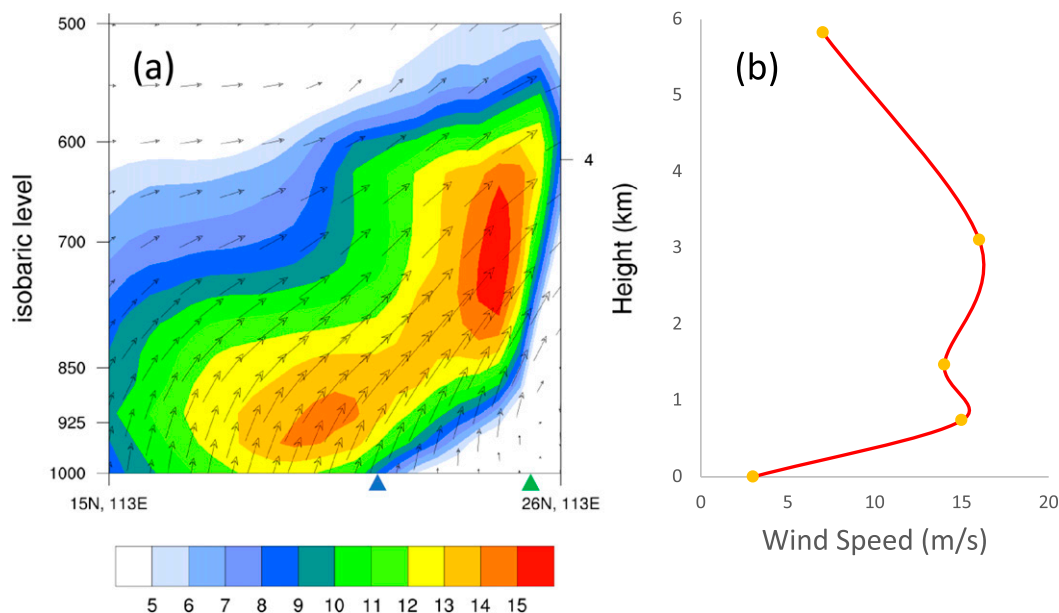 (a)
500
600
700
850
925
1000
isobaric level
15N, 113E
26N, 113E
4
Height (km)
5 6 7 8 9 10 11 12 13 14 15
(b)
6
5
4
3
2
1
0
0 5 10 15 20
Wind Speed (m/s)